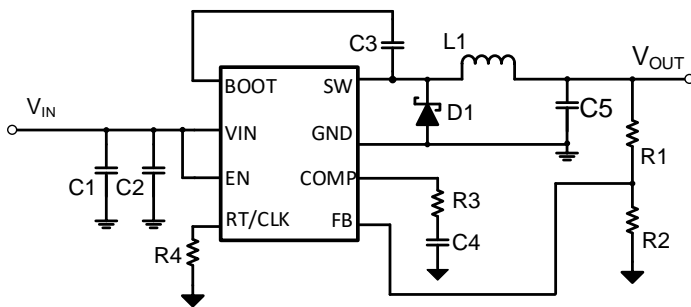 C3
L1
VOUT
BOOT
SW
VIN
D1
C5
VIN
GND
R1
C1
C2
EN
COMP
R3
RT/CLK
FB
R4
C4
R2